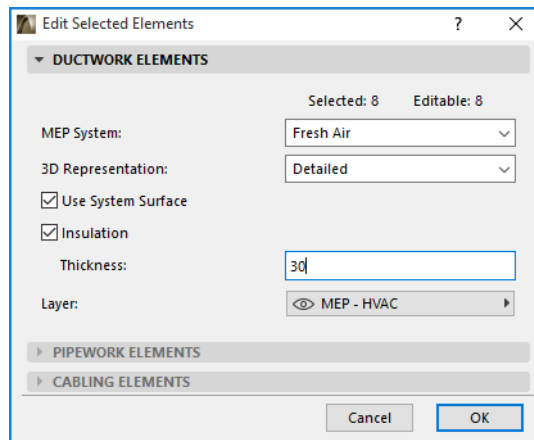 Edit Selected Elements ?
DUCTWORK ELEMENTS
Selected: 8 Editable: 8
MEP System: Fresh Air
3D Representation: Detailed
Use System Surface
Insulation
Thickness: 30
Layer: MEP - HVAC
PIPEWORK ELEMENTS
CABLING ELEMENTS
Cancel OK